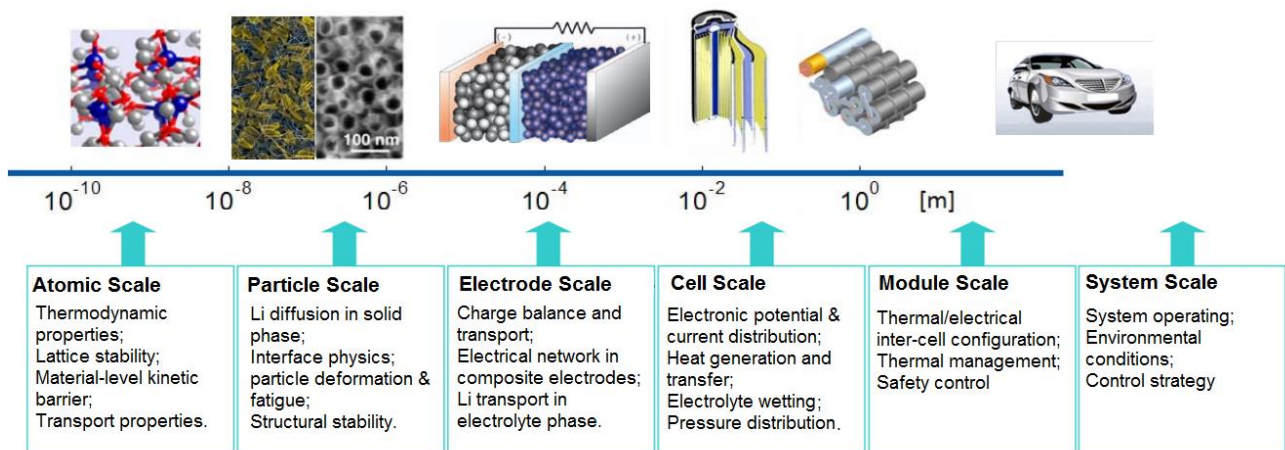 (-)
(+)
100 nm
10-10
10-8
10-6
10-4
10-2
100
[m]
Atomic Scale
Thermodynamic
properties;
Lattice stability;
Material-level kinetic
barrier;
Transport properties.
Particle Scale
Li diffusion in solid
phase;
Interface physics;
particle deformation &
fatigue;
Structural stability.
Electrode Scale
Charge balance and
transport;
Electrical network in
composite electrodes;
Li transport in
electrolyte phase.
Cell Scale
Electronic potential &
current distribution;
Heat generation and
transfer;
Electrolyte wetting;
Pressure distribution.
Module Scale
Thermal/electrical
inter-cell configuration;
Thermal management;
Safety control
System Scale
System operating;
Environmental
conditions;
Control strategy